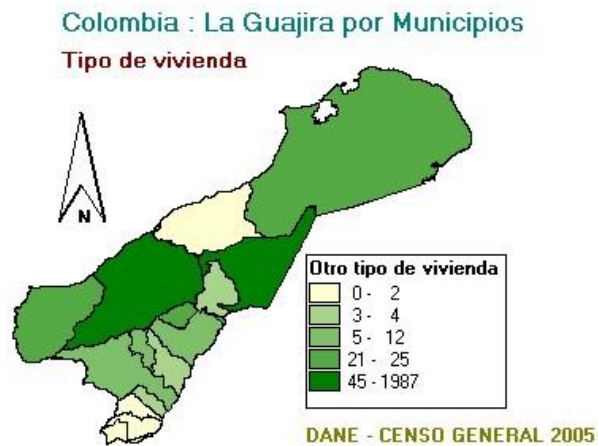 Colombia : La Guajira por Municipios
Tipo de vivienda
N
Otro tipo de vivienda
0 - 2
3 - 4
5 - 12
21 - 25
45 - 1987
DANE - CENSO GENERAL 2005